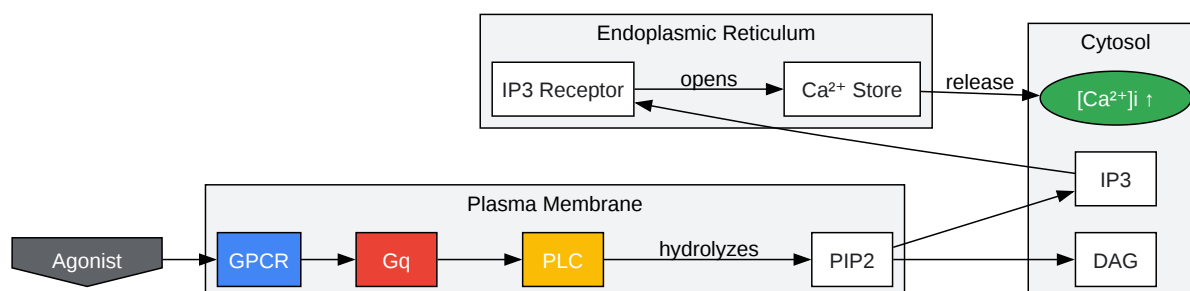 Endoplasmic Reticulum
IP3 Receptor
opens
Ca²⁺ Store
release
Cytosol
[Ca²⁺]i ↑
IP3
DAG
Plasma Membrane
Agonist
GPCR
Gq
PLC
hydrolyzes
PIP2